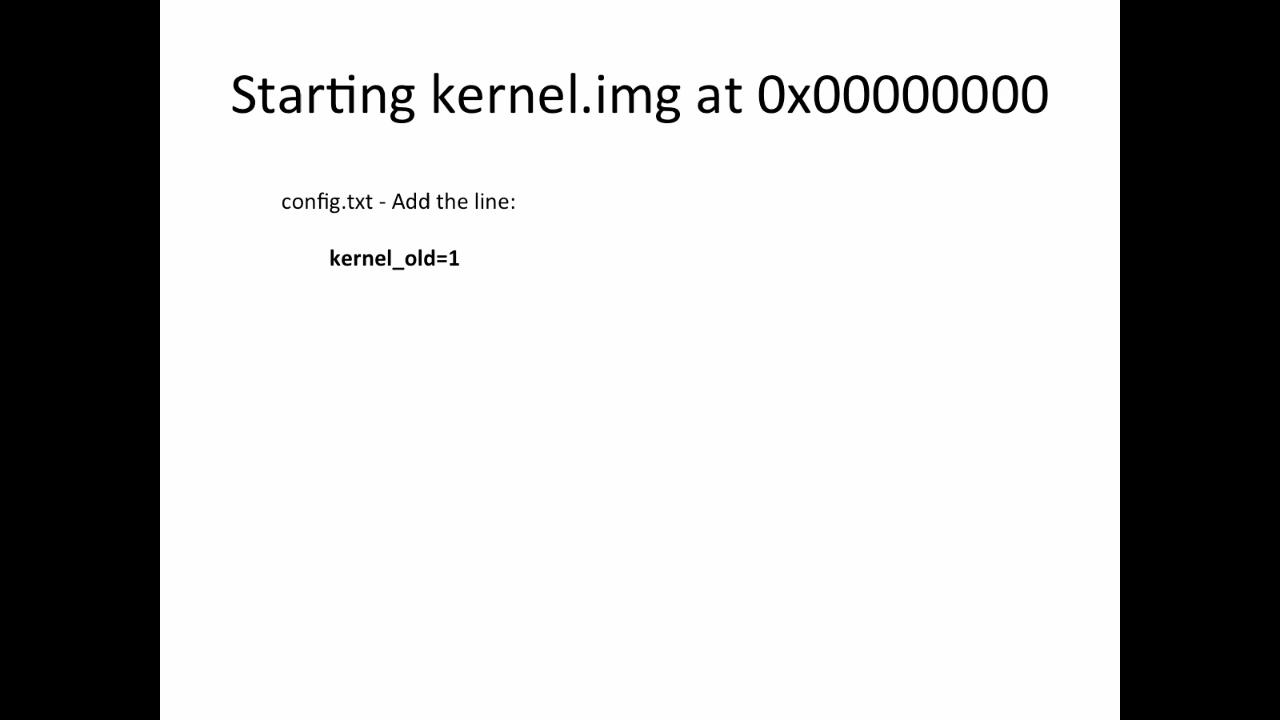 Starting kernel.img at 0x00000000
config.txt - Add the line:
kernel_old=1